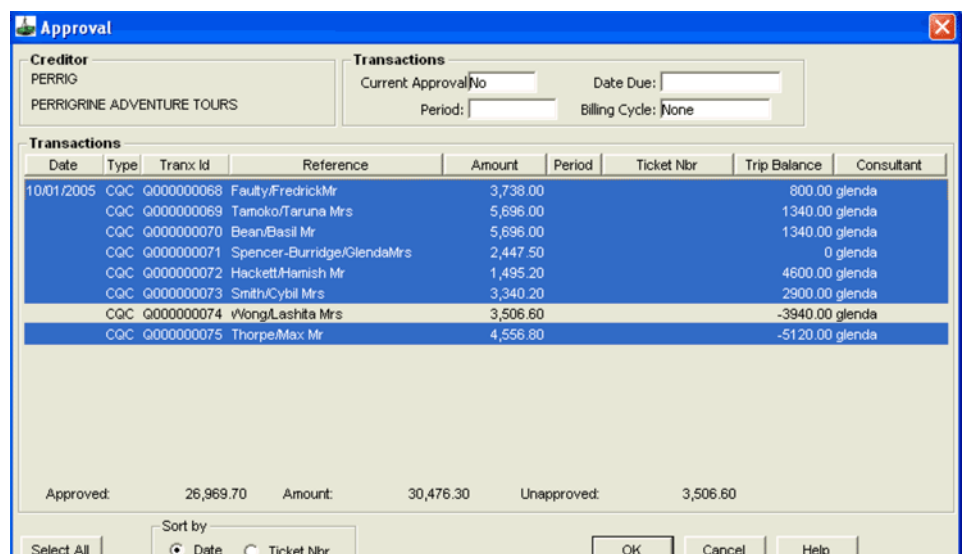 Approval
Creditor
PERRIG
PERRIGRINE ADVENTURE TOURS
Transactions
Current Approval No Date Due:
Period: Billing Cycle: None
Transactions
Date Type Tranx Id Reference Amount Period Ticket Nbr Trip Balance Consultant
10/01/2005 CQC Q000000068 Faulty/FredrickMr 3,738.00 800.00 glenda
CQC Q000000069 Tamoko/Taruna Mrs 5,696.00 1340.00 glenda
CQC Q000000070 Bean/Basil Mr 5,696.00 1340.00 glenda
CQC Q000000071 Spencer-Burridge/GlendaMrs 2,447.50 0 glenda
CQC Q000000072 Hackett/Hamish Mr 1,495.20 4600.00 glenda
CQC Q000000073 Smith/Cybil Mrs 3,340.20 2900.00 glenda
CQC Q000000074 Wong/Lashita Mrs 3,506.60 -3940.00 glenda
CQC Q000000075 Thorpe/Max Mr 4,556.80 -5120.00 glenda
Approved: 26,969.70 Amount: 30,476.30 Unapproved: 3,506.60
Sort by
Select All Date Ticket Nbr OK Cancel Help